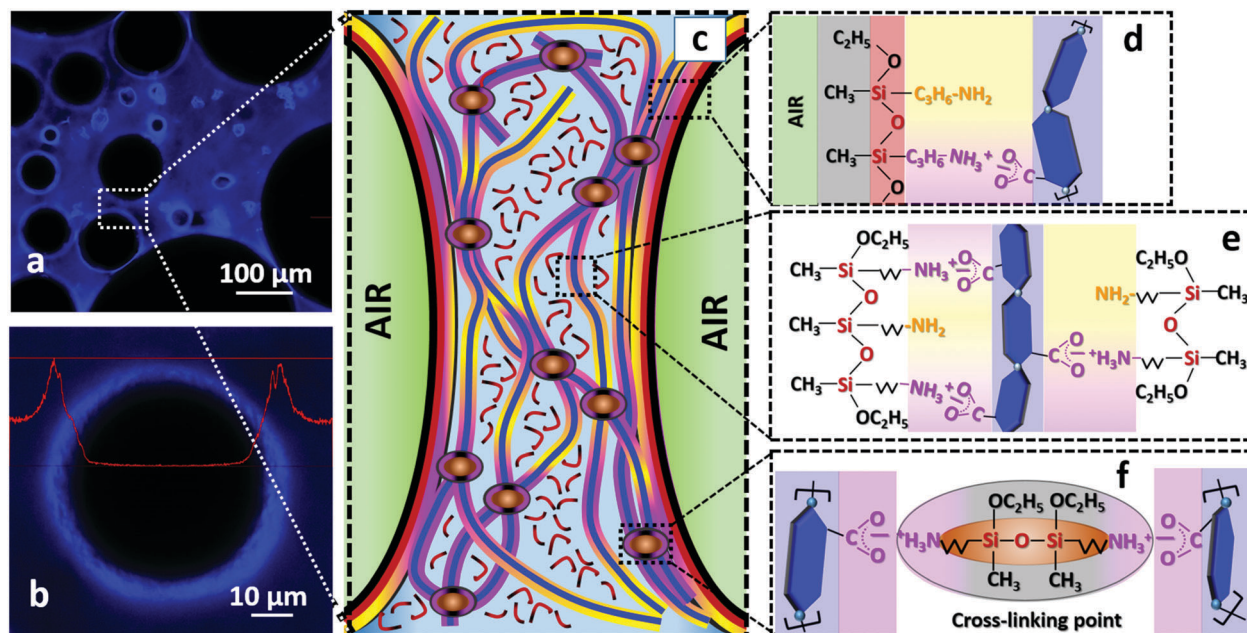 a
100 μm
b
10 μm
c
AIR
AIR
d
AIR
C₂H₅
O
CH₃
Si
C₃H₆-NH₂
O
CH₃
Si
C₃H₆-NH₃⁺
O
O
C
O
e
OC₂H₅
CH₃
Si
NH₃⁺
O
O
C
O
CH₃
Si
NH₂
O
CH₃
Si
NH₃⁺
O
O
C
OC₂H₅
C₂H₅O
NH₂
Si
CH₃
O
C
O
O
⁺H₃N
Si
CH₃
C₂H₅O
f
OC₂H₅
OC₂H₅
C
O
O
⁺H₃N
Si
O
Si
NH₃⁺
O
O
C
CH₃
CH₃
Cross-linking point